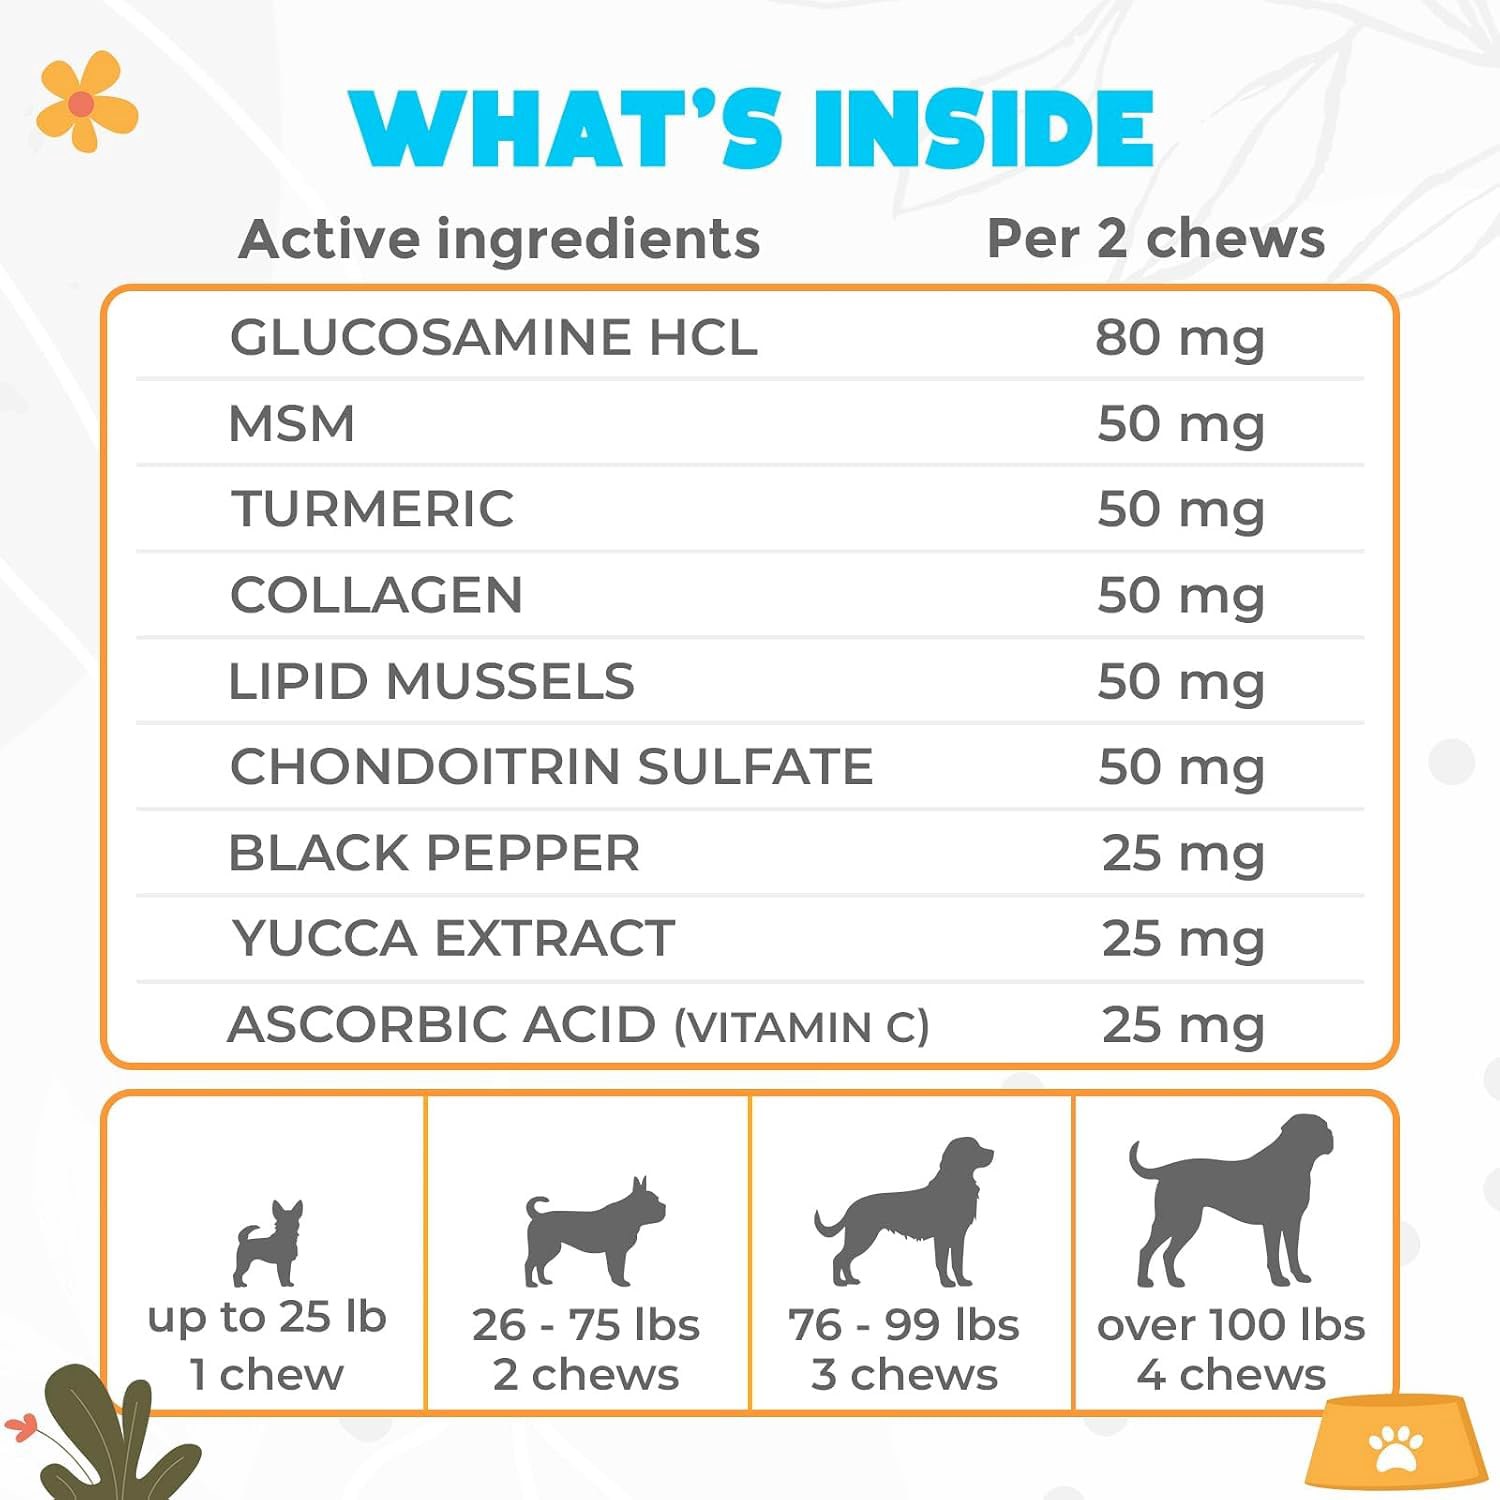 WHAT'S INSIDE
Active ingredients Per 2 chews
GLUCOSAMINE HCL 80 mg
MSM 50 mg
TURMERIC 50 mg
COLLAGEN 50 mg
LIPID MUSSELS 50 mg
CHONDOITRIN SULFATE 50 mg
BLACK PEPPER 25 mg
YUCCA EXTRACT 25 mg
ASCORBIC ACID (VITAMIN C) 25 mg
up to 25 lb
1 chew
26 - 75 lbs
2 chews
76 - 99 lbs
3 chews
over 100 lbs
4 chews